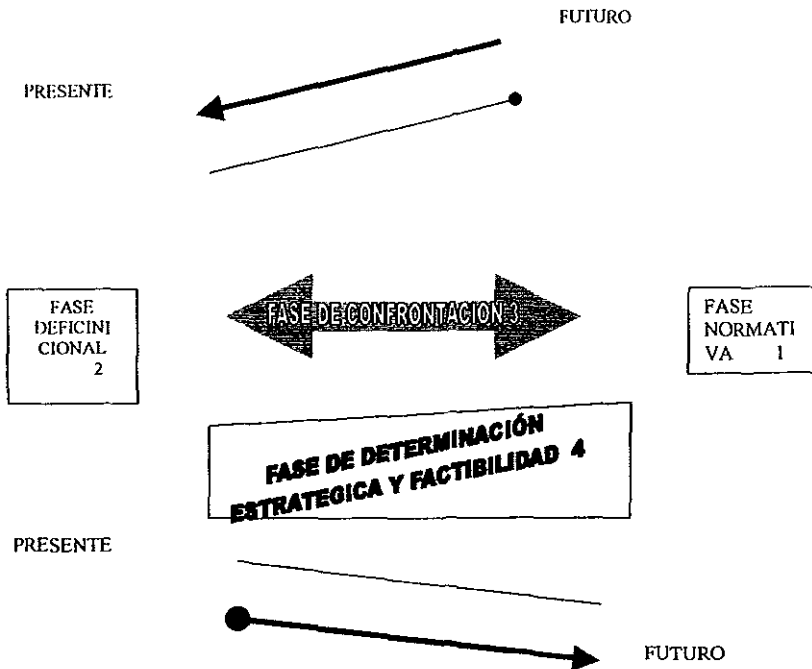 FUTURO
PRESENTE
FASE DE CONFRONTACION 3
FASE
DEFICINI
CIONAL
2
FASE
NORMATI
VA 1
FASE DE DETERMINACIÓN
ESTRATEGICA Y FACTIBILIDAD 4
PRESENTE
FUTURO